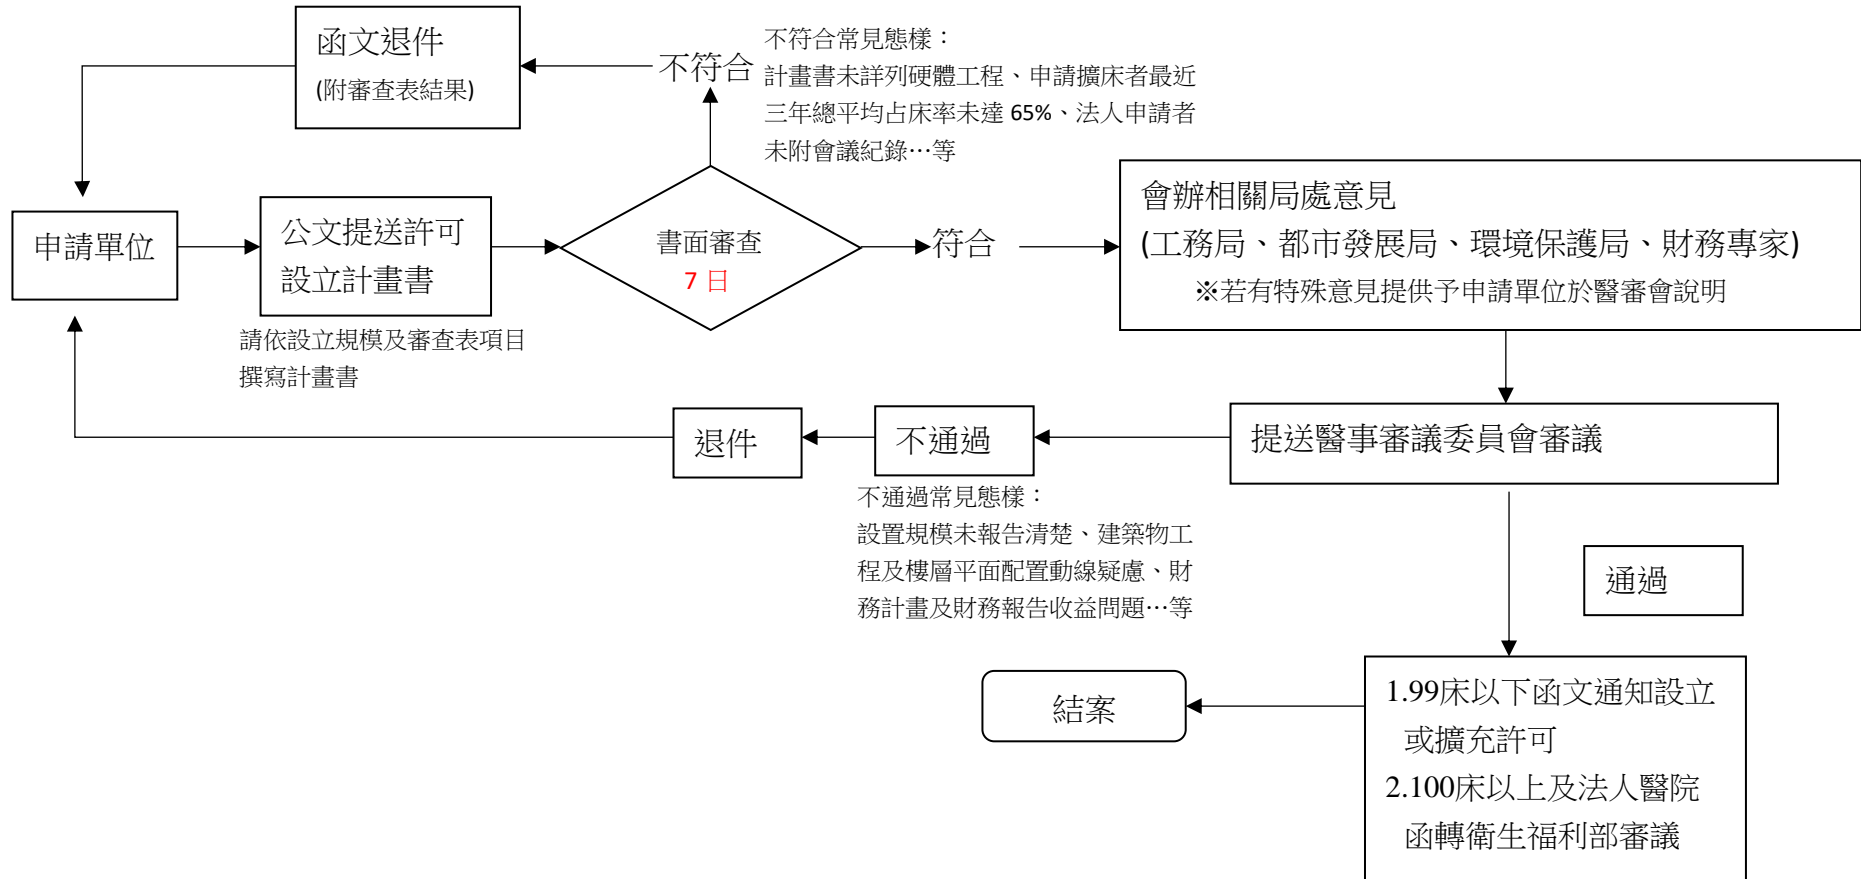 函文退件
(附審查表結果)
不符合
不符合常見態樣：
計畫書未詳列硬體工程、申請擴床者最近
三年總平均占床率未達 65%、法人申請者
未附會議紀錄…等
申請單位
公文提送許可
設立計畫書
請依設立規模及審查表項目
撰寫計畫書
書面審查
7 日
符合
會辦相關局處意見
(工務局、都市發展局、環境保護局、財務專家)
※若有特殊意見提供予申請單位於醫審會說明
退件
不通過
提送醫事審議委員會審議
不通過常見態樣：
設置規模未報告清楚、建築物工
程及樓層平面配置動線疑慮、財
務計畫及財務報告收益問題…等
通過
結案
1.99床以下函文通知設立
或擴充許可
2.100床以上及法人醫院
函轉衛生福利部審議